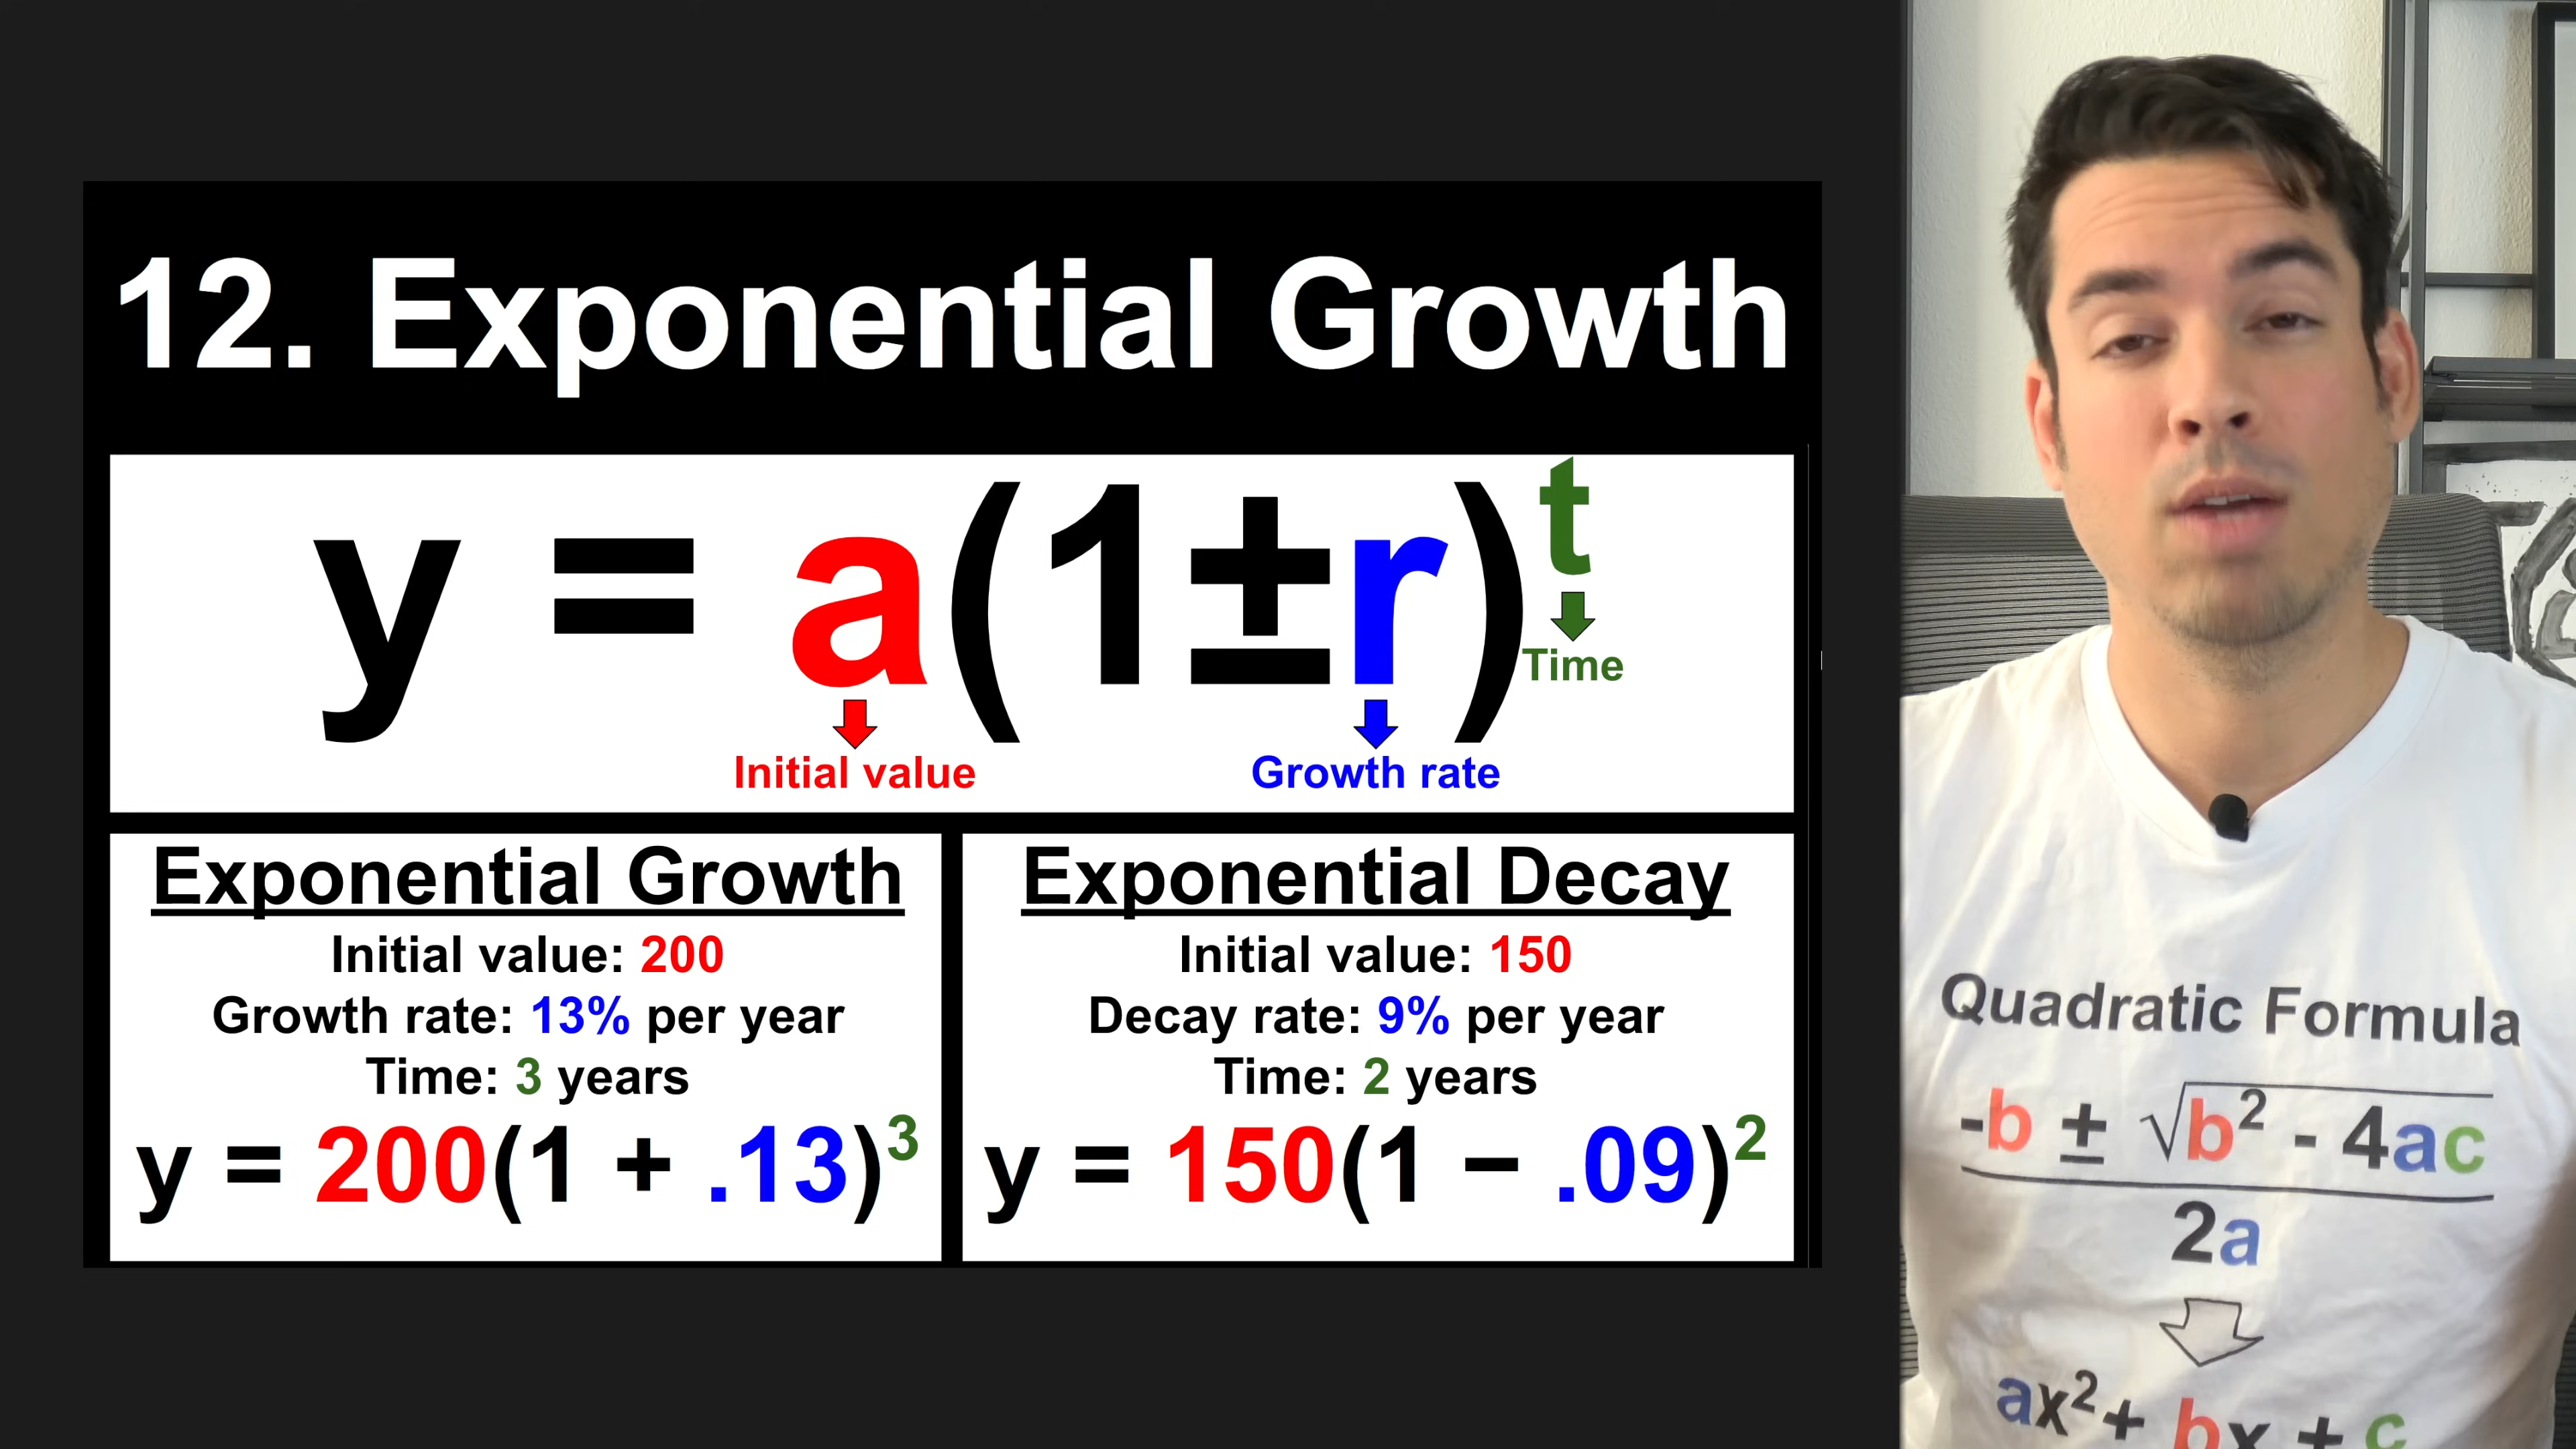 12. Exponential Growth
y = a(1±r)^t
Time
Initial value
Growth rate
Exponential Growth
Initial value: 200
Growth rate: 13% per year
Time: 3 years
y = 200(1 + .13)³
Exponential Decay
Initial value: 150
Decay rate: 9% per year
Time: 2 years
y = 150(1 − .09)²
Quadratic Formula
-b ± √b² - 4ac
2a
ax² + bx + c